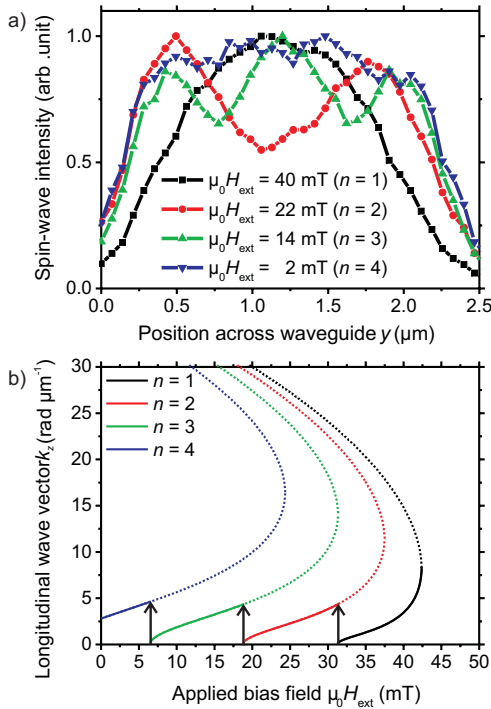 a)
Spin-wave intensity (arb .unit)
1.0
0.5
0.0
μ₀Hₑₓₜ = 40 mT (n = 1)
μ₀Hₑₓₜ = 22 mT (n = 2)
μ₀Hₑₓₜ = 14 mT (n = 3)
μ₀Hₑₓₜ = 2 mT (n = 4)
0.0 0.5 1.0 1.5 2.0 2.5
Position across waveguide y (μm)
b)
Longitudinal wave vectork_z (rad μm⁻¹)
30
25
20
15
10
5
0
n = 1
n = 2
n = 3
n = 4
0 5 10 15 20 25 30 35 40 45 50
Applied bias field μ₀Hₑₓₜ (mT)